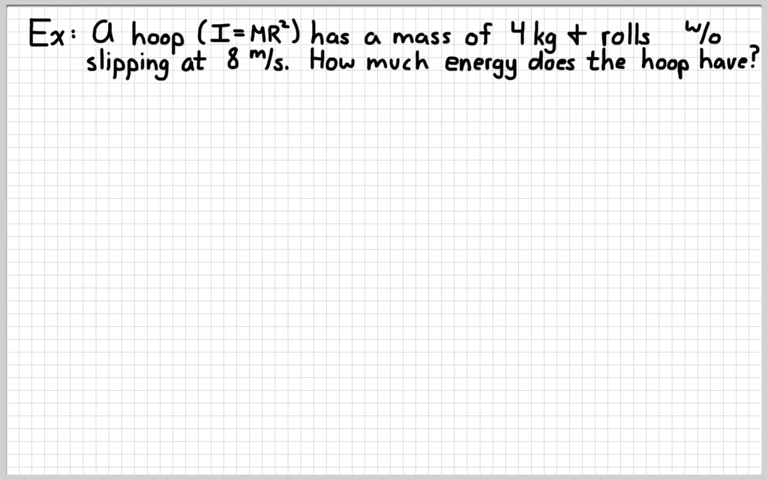 Ex: A hoop (I=MR²) has a mass of 4 kg + rolls w/o
slipping at 8 m/s. How much energy does the hoop have?